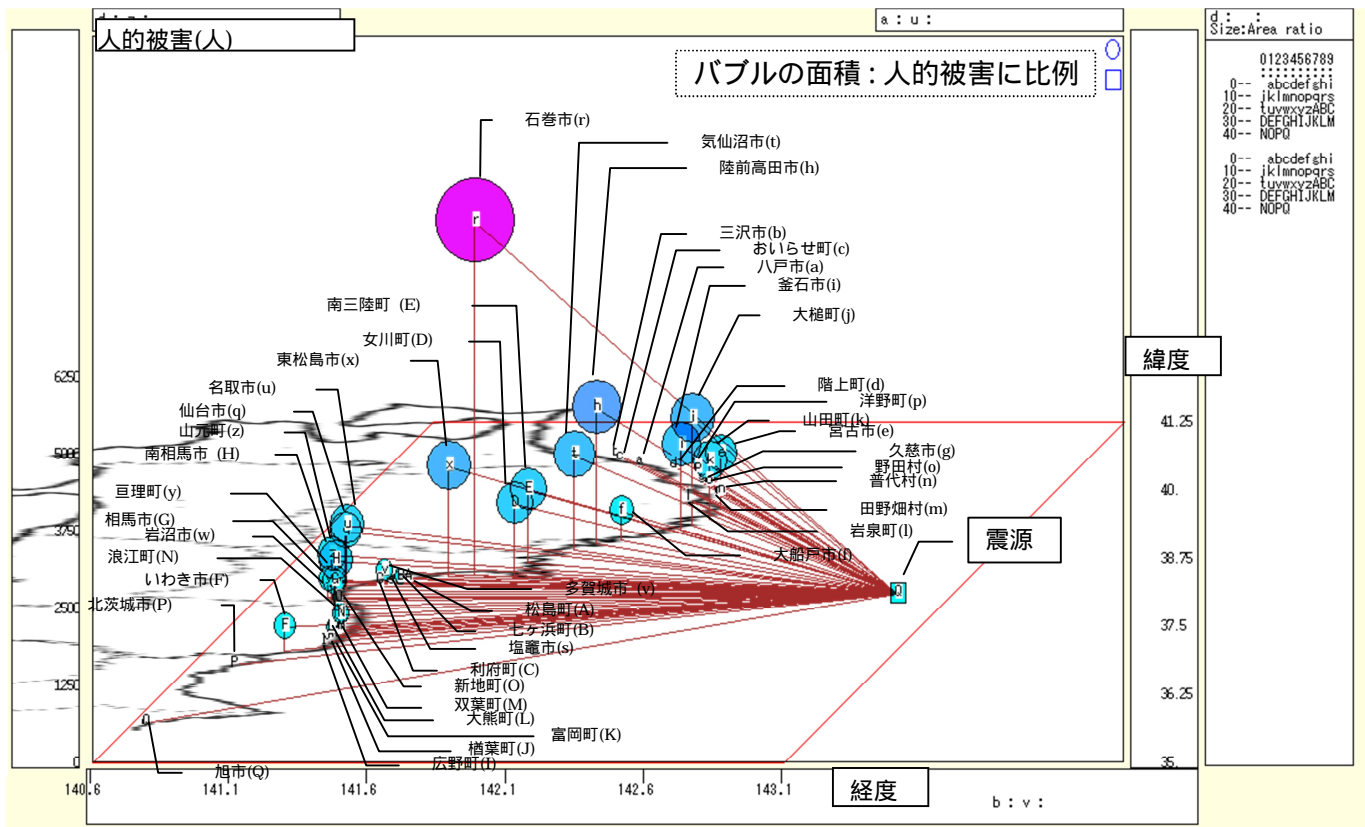 d : z :
a : u :
d :   :
Size:Area ratio
人的被害(人)
バブルの面積 : 人的被害に比例
0123456789
::::::::::
0-- abcdefghi
10-- jklmnopqrs
20-- tuvwxyzABC
30-- DEFGHIJKLM
40-- NOPQ
0-- abcdefghi
10-- jklmnopqrs
20-- tuvwxyzABC
30-- DEFGHIJKLM
40-- NOPQ
石巻市(r)
気仙沼市(t)
陸前高田市(h)
三沢市(b)
おいらせ町(c)
八戸市(a)
釜石市(i)
大槌町(j)
南三陸町 (E)
女川町(D)
東松島市(x)
名取市(u)
仙台市(q)
山元町(z)
南相馬市 (H)
亘理町(y)
相馬市(G)
岩沼市(w)
浪江町(N)
いわき市(F)
北茨城市(P)
緯度
階上町(d)
洋野町(p)
山田町(k)
宮古市(e)
久慈市(g)
野田村(o)
普代村(n)
田野畑村(m)
岩泉町(l)
大船戸市(f)
震源
多賀城市 (v)
松島町(A)
七ヶ浜町(B)
塩竈市(s)
利府町(C)
新地町(O)
双葉町(M)
大熊町(L)
富岡町(K)
楢葉町(J)
広野町(I)
旭市(Q)
r
h
j
i
t
x
E
D
f
k
e
u
H
v
BA
N
F
P
Q
Q
c
a
d
p
m
6250
5000
3750
2500
1250
0
41.25
40.
38.75
37.5
36.25
35.
140.6
141.1
141.6
142.1
142.6
143.1
経度
b : v :